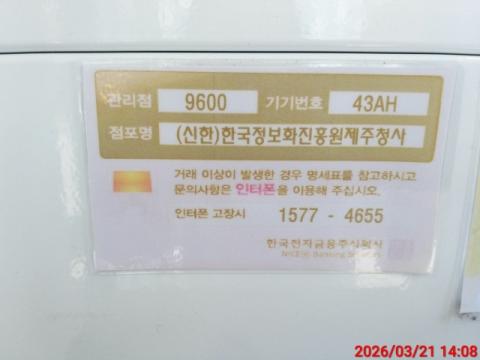 관리점 9600 기기번호 43AH
점포명 (신한)한국정보화진흥원제주청사
거래 이상이 발생한 경우 명세표를 참고하시고
문의사항은 인터폰을 이용해 주십시오.
인터폰 고장시 1577 - 4655
한국전자금융주식회사
2026/03/21 14:08